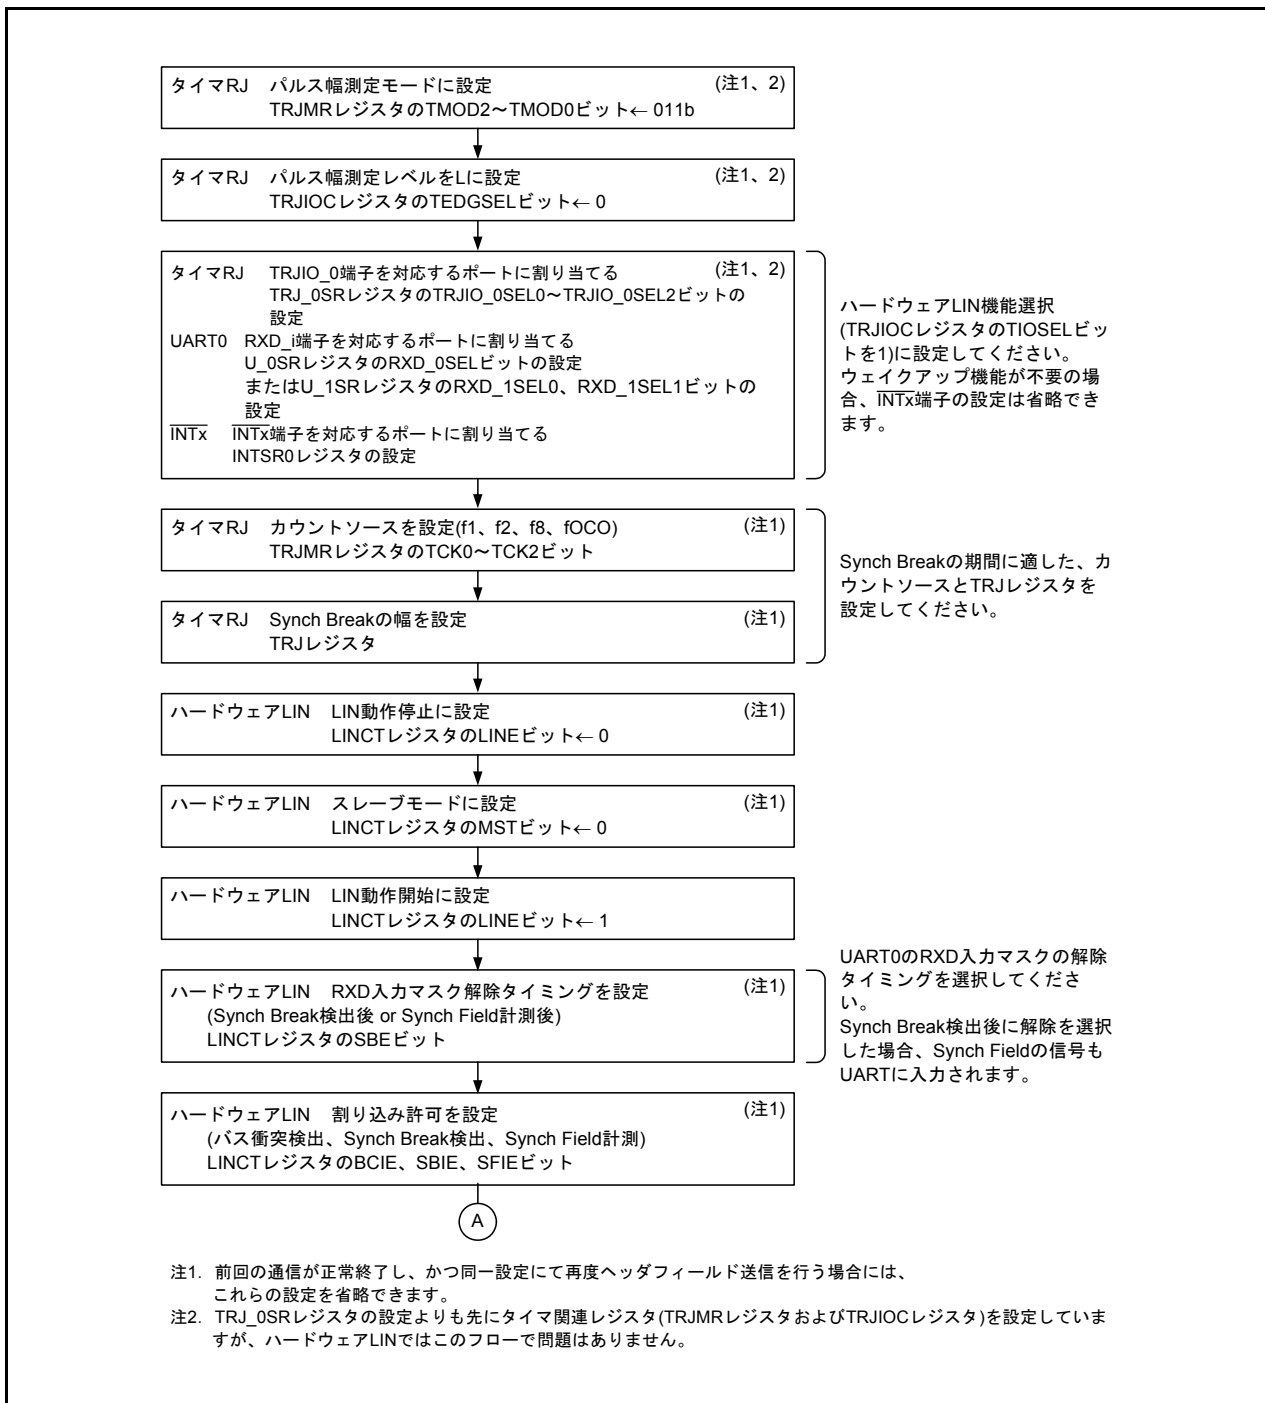 タイマRJ パルス幅測定モードに設定 (注1、2)
TRJMRレジスタのTMOD2～TMOD0ビット← 011b
タイマRJ パルス幅測定レベルをLに設定 (注1、2)
TRJIOCレジスタのTEDGSELビット← 0
タイマRJ TRJIO_0端子を対応するポートに割り当てる (注1、2)
TRJ_0SRレジスタのTRJIO_0SEL0～TRJIO_0SEL2ビットの
設定
UART0 RXD_i端子を対応するポートに割り当てる
U_0SRレジスタのRXD_0SELビットの設定
またはU_1SRレジスタのRXD_1SEL0、RXD_1SEL1ビットの
設定
INTx INTx端子を対応するポートに割り当てる
INTSR0レジスタの設定
ハードウェアLIN機能選択
(TRJIOCレジスタのTIOSELビッ
トを1)に設定してください。
ウェイクアップ機能が不要の場
合、INTx端子の設定は省略でき
ます。
タイマRJ カウントソースを設定(f1、f2、f8、fOCO) (注1)
TRJMRレジスタのTCK0～TCK2ビット
タイマRJ Synch Breakの幅を設定 (注1)
TRJレジスタ
Synch Breakの期間に適した、カ
ウントソースとTRJレジスタを
設定してください。
ハードウェアLIN LIN動作停止に設定 (注1)
LINCTレジスタのLINEビット← 0
ハードウェアLIN スレーブモードに設定 (注1)
LINCTレジスタのMSTビット← 0
ハードウェアLIN LIN動作開始に設定
LINCTレジスタのLINEビット← 1
ハードウェアLIN RXD入力マスク解除タイミングを設定 (注1)
(Synch Break検出後 or Synch Field計測後)
LINCTレジスタのSBEビット
UART0のRXD入力マスクの解除
タイミングを選択してくださ
い。
Synch Break検出後に解除を選択
した場合、Synch Fieldの信号も
UARTに入力されます。
ハードウェアLIN 割り込み許可を設定 (注1)
(バス衝突検出、Synch Break検出、Synch Field計測)
LINCTレジスタのBCIE、SBIE、SFIEビット
A
注1. 前回の通信が正常終了し、かつ同一設定にて再度ヘッダフィールド送信を行う場合には、
これらの設定を省略できます。
注2. TRJ_0SRレジスタの設定よりも先にタイマ関連レジスタ(TRJMRレジスタおよびTRJIOCレジスタ)を設定していま
すが、ハードウェアLINではこのフローで問題はありません。